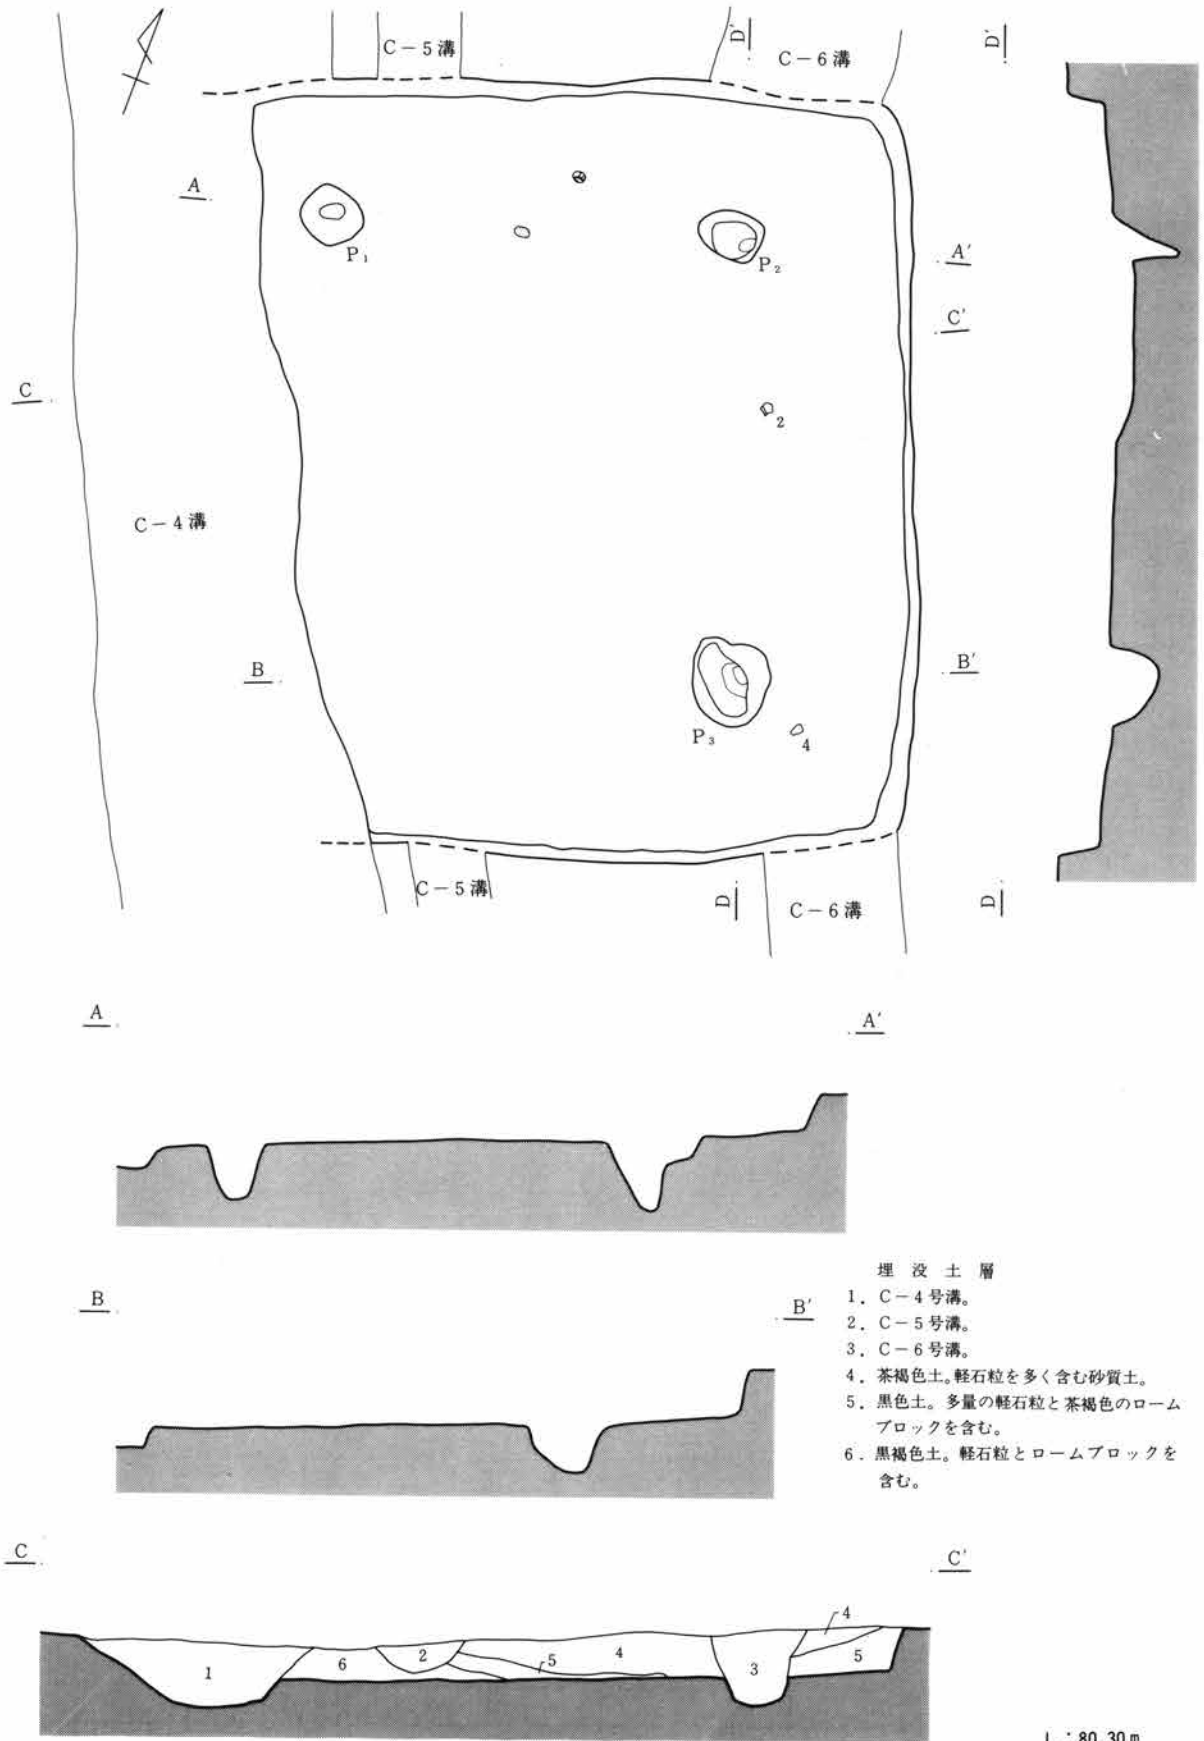 C-5溝
D'
C-6溝
D'
A
P₁
P₂
A'
C'
C
2
C-4溝
B
B'
P₃
4
C-5溝
D
C-6溝
D
A
A'
B
B'
埋没土層
1. C-4号溝。
2. C-5号溝。
3. C-6号溝。
4. 茶褐色土。軽石粒を多く含む砂質土。
5. 黒色土。多量の軽石粒と茶褐色のローム
ブロックを含む。
6. 黒褐色土。軽石粒とロームブロックを
含む。
C
C'
4
1
6
2
5
4
3
5
L:80.30m